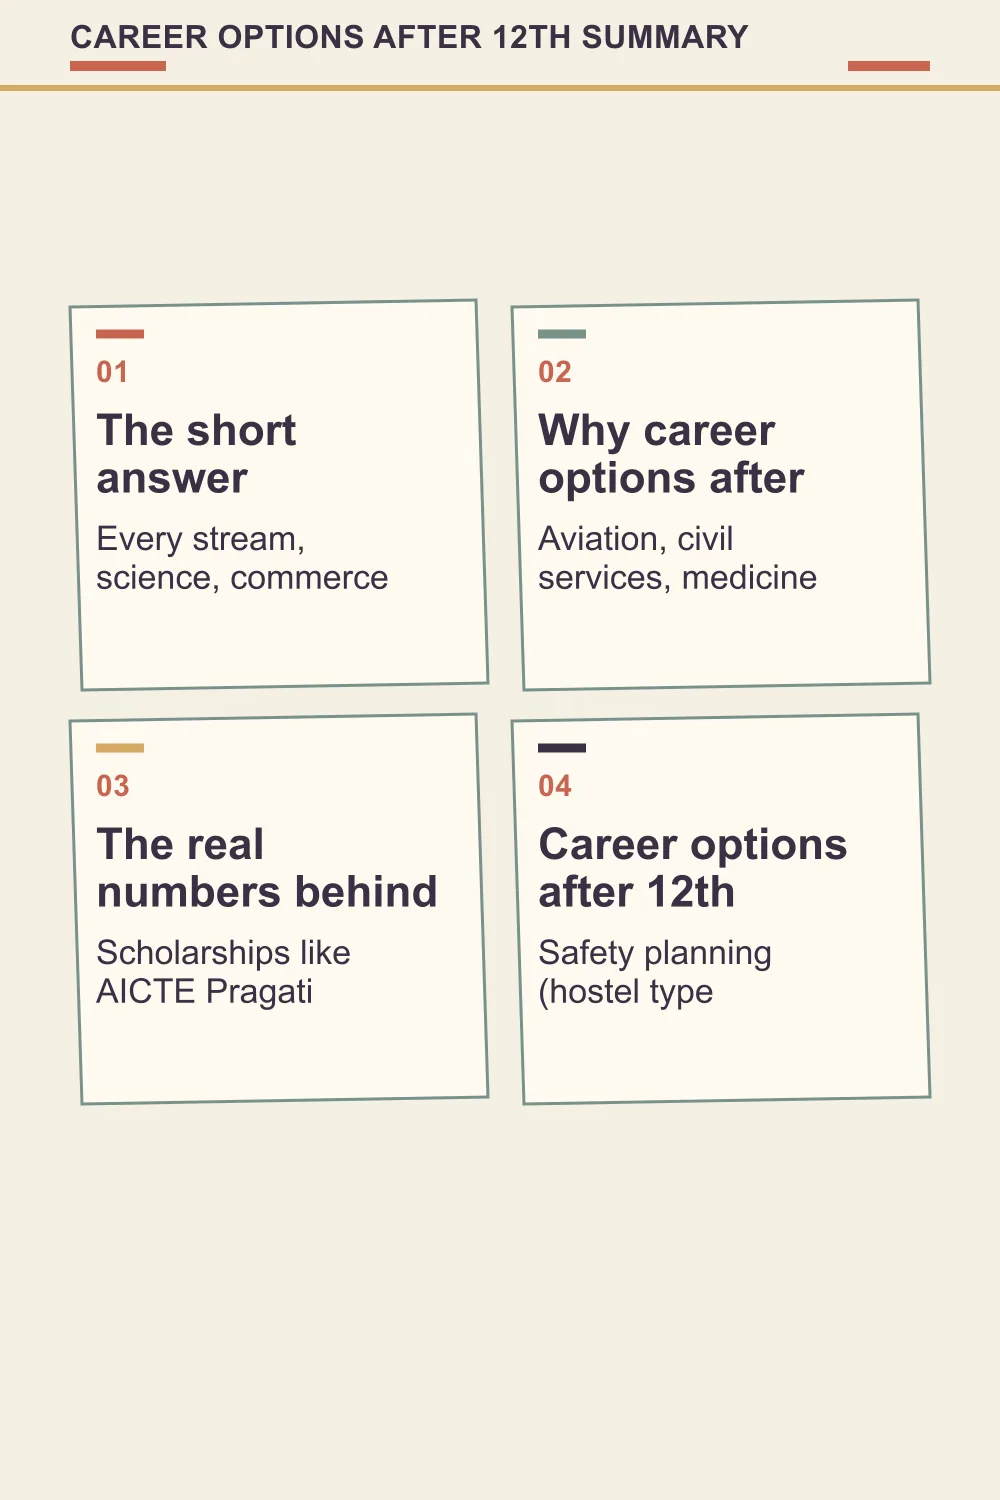 CAREER OPTIONS AFTER 12TH SUMMARY
01
The short
answer
Every stream,
science, commerce
02
Why career
options after
Aviation, civil
services, medicine
03
The real
numbers behind
Scholarships like
AICTE Pragati
04
Career options
after 12th
Safety planning
(hostel type